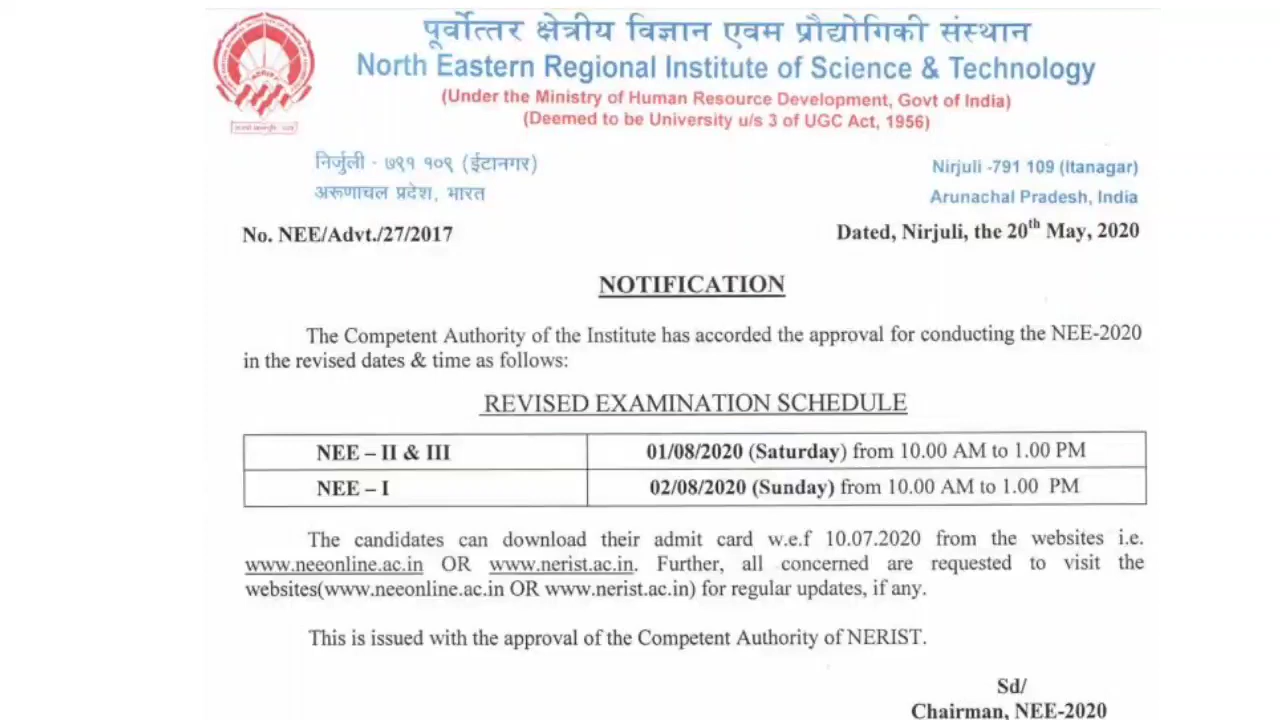 पूर्वोत्तर क्षेत्रीय विज्ञान एवम प्रौद्योगिकी संस्थान
North Eastern Regional Institute of Science & Technology
(Under the Ministry of Human Resource Development, Govt of India)
(Deemed to be University u/s 3 of UGC Act, 1956)
निर्जुली - ७९१ १०९ (ईटानगर)
Nirjuli -791 109 (Itanagar)
अरूणाचल प्रदेश, भारत
Arunachal Pradesh, India
No. NEE/Advt./27/2017
Dated, Nirjuli, the 20th May, 2020
NOTIFICATION
The Competent Authority of the Institute has accorded the approval for conducting the NEE-2020
in the revised dates & time as follows:
REVISED EXAMINATION SCHEDULE
NEE – II & III 01/08/2020 (Saturday) from 10.00 AM to 1.00 PM
NEE – I 02/08/2020 (Sunday) from 10.00 AM to 1.00 PM
The candidates can download their admit card w.e.f 10.07.2020 from the websites i.e.
www.neeonline.ac.in OR www.nerist.ac.in. Further, all concerned are requested to visit the
websites(www.neeonline.ac.in OR www.nerist.ac.in) for regular updates, if any.
This is issued with the approval of the Competent Authority of NERIST.
Sd/
Chairman, NEE-2020